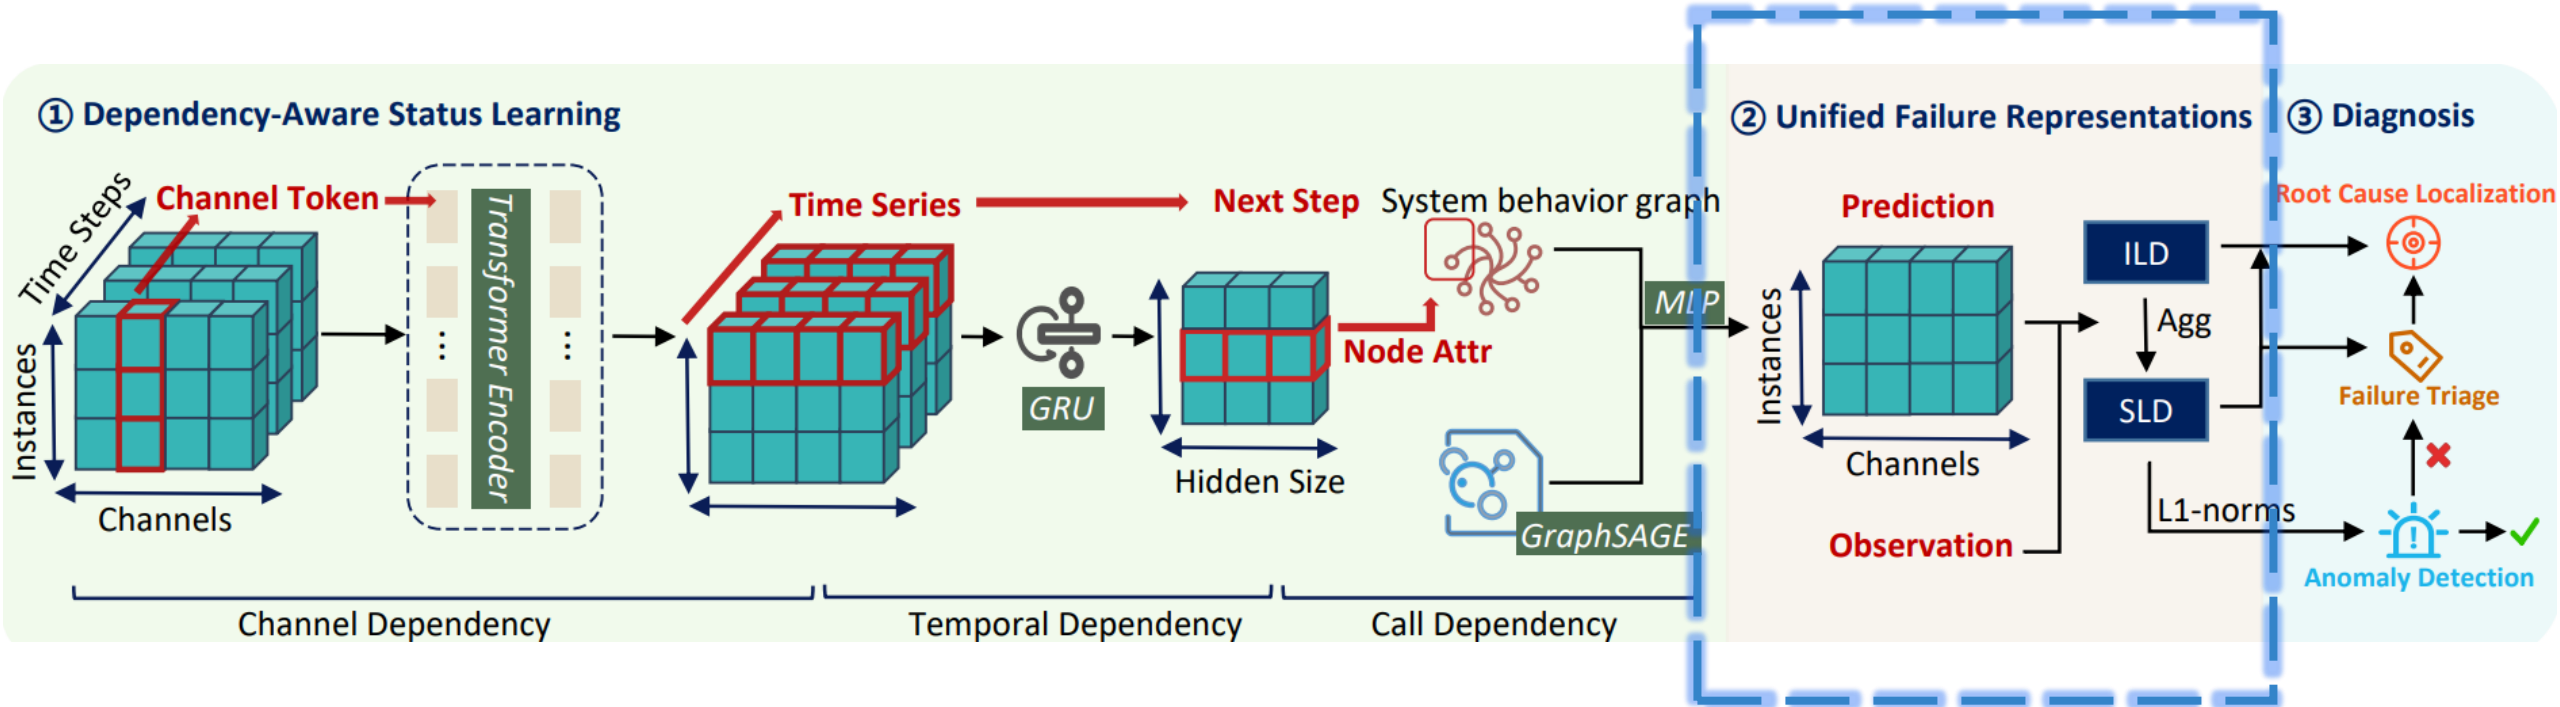 ① Dependency-Aware Status Learning
Time Steps
Channel Token
Instances
Channels
...
Transformer Encoder
...
Time Series
Next Step
GRU
Hidden Size
Node Attr
System behavior graph
GraphSAGE
MLP
Channel Dependency
Temporal Dependency
Call Dependency
② Unified Failure Representations
Prediction
Instances
Channels
Observation
ILD
Agg
SLD
L1-norms
③ Diagnosis
Root Cause Localization
Failure Triage
!
Anomaly Detection